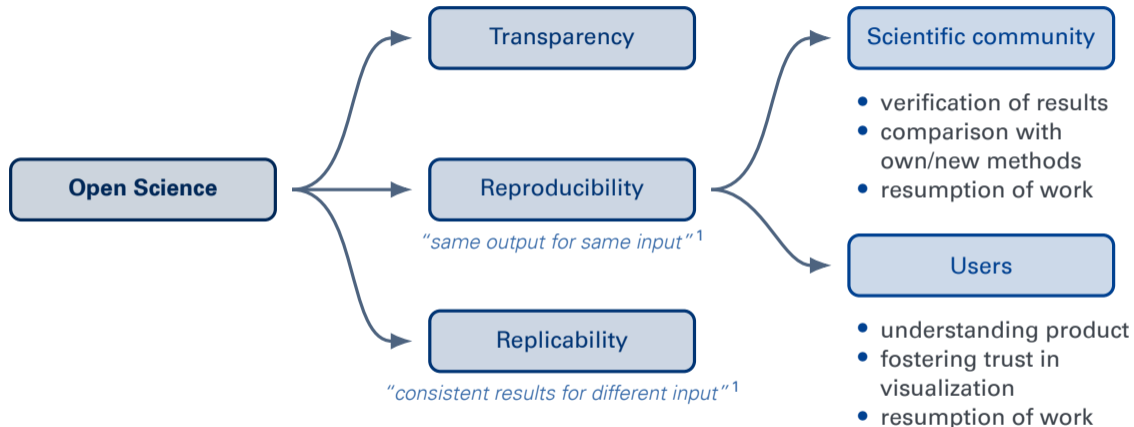 Open Science
Transparency
Reproducibility
“same output for same input”1
Replicability
“consistent results for different input”1
Scientific community
• verification of results
• comparison with
own/new methods
• resumption of work
Users
• understanding product
• fostering trust in
visualization
• resumption of work